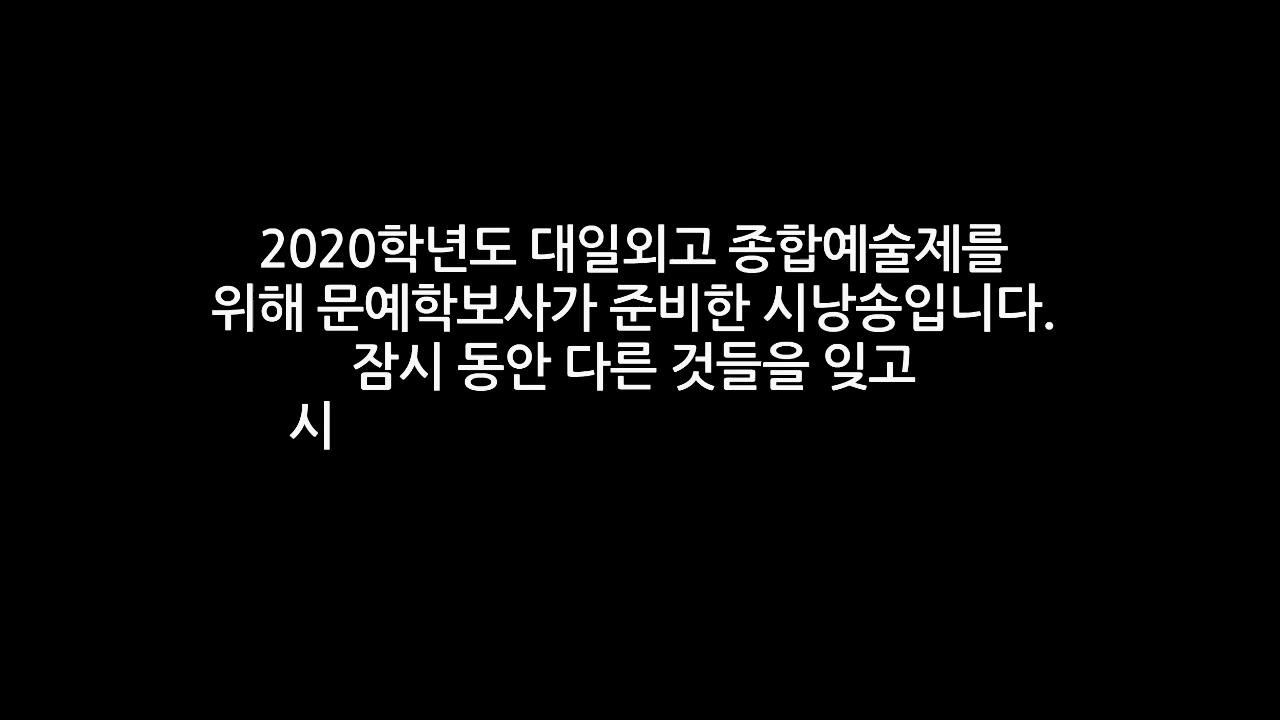 2020학년도 대일외고 종합예술제를
위해 문예학보사가 준비한 시낭송입니다.
잠시 동안 다른 것들을 잊고
시